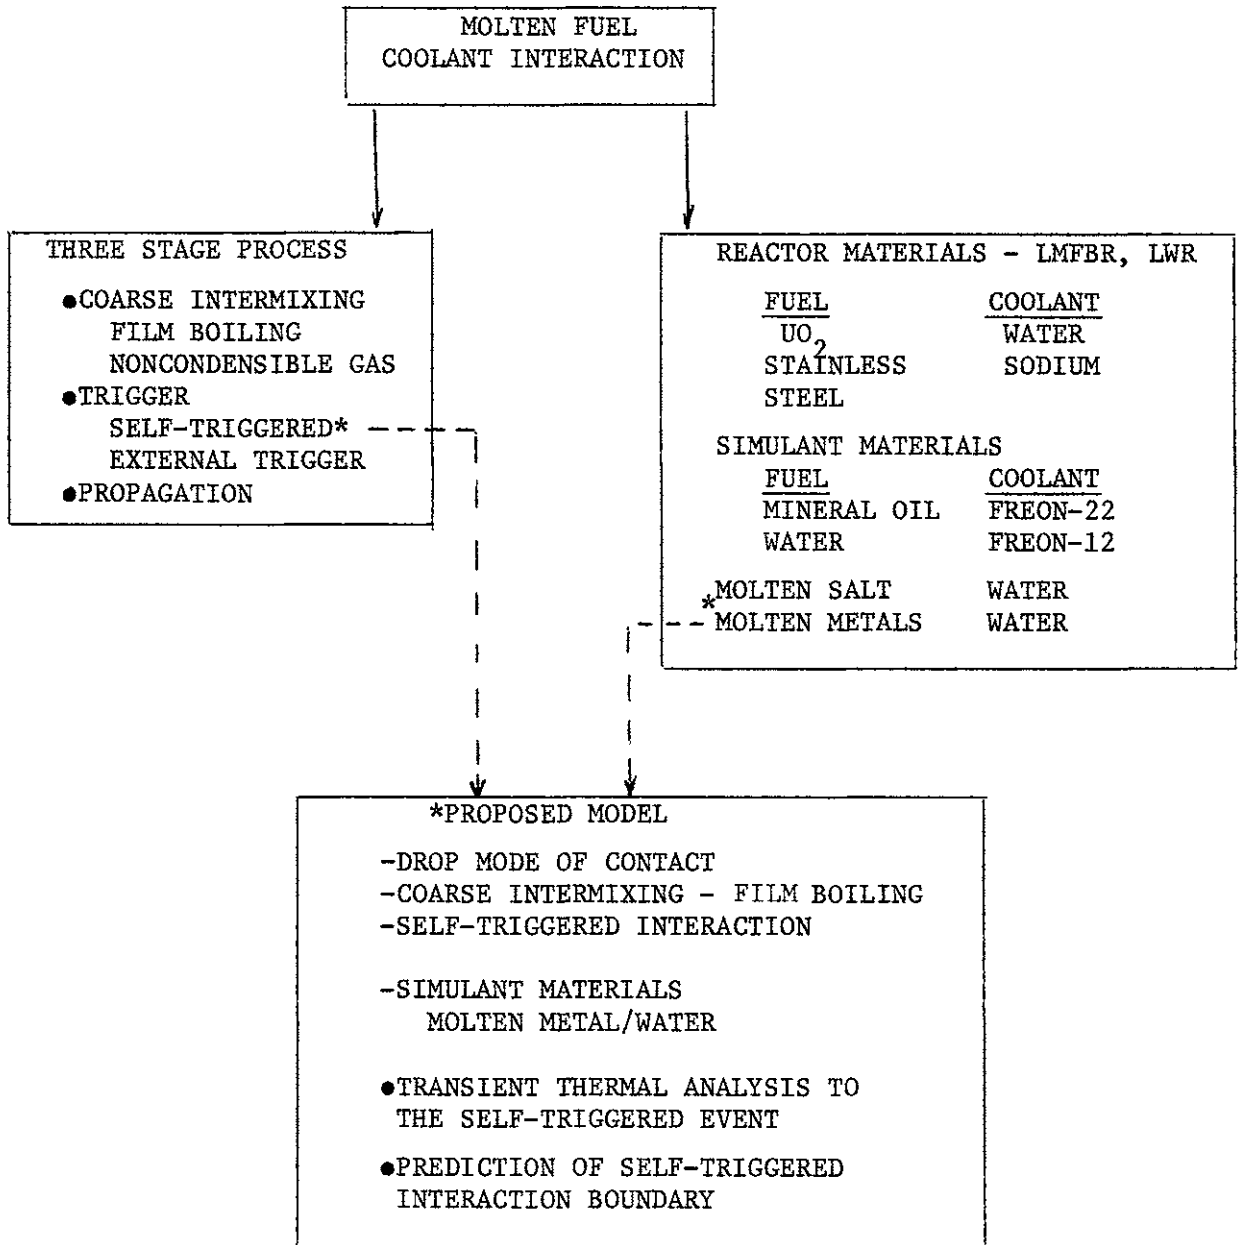 MOLTEN FUEL
COOLANT INTERACTION
THREE STAGE PROCESS
●COARSE INTERMIXING
FILM BOILING
NONCONDENSIBLE GAS
●TRIGGER
SELF-TRIGGERED*
EXTERNAL TRIGGER
●PROPAGATION
REACTOR MATERIALS - LMFBR, LWR
FUEL COOLANT
UO2 WATER
STAINLESS SODIUM
STEEL
SIMULANT MATERIALS
FUEL COOLANT
MINERAL OIL FREON-22
WATER FREON-12
MOLTEN SALT WATER
*MOLTEN METALS WATER
*PROPOSED MODEL
-DROP MODE OF CONTACT
-COARSE INTERMIXING - FILM BOILING
-SELF-TRIGGERED INTERACTION
-SIMULANT MATERIALS
MOLTEN METAL/WATER
●TRANSIENT THERMAL ANALYSIS TO
THE SELF-TRIGGERED EVENT
●PREDICTION OF SELF-TRIGGERED
INTERACTION BOUNDARY